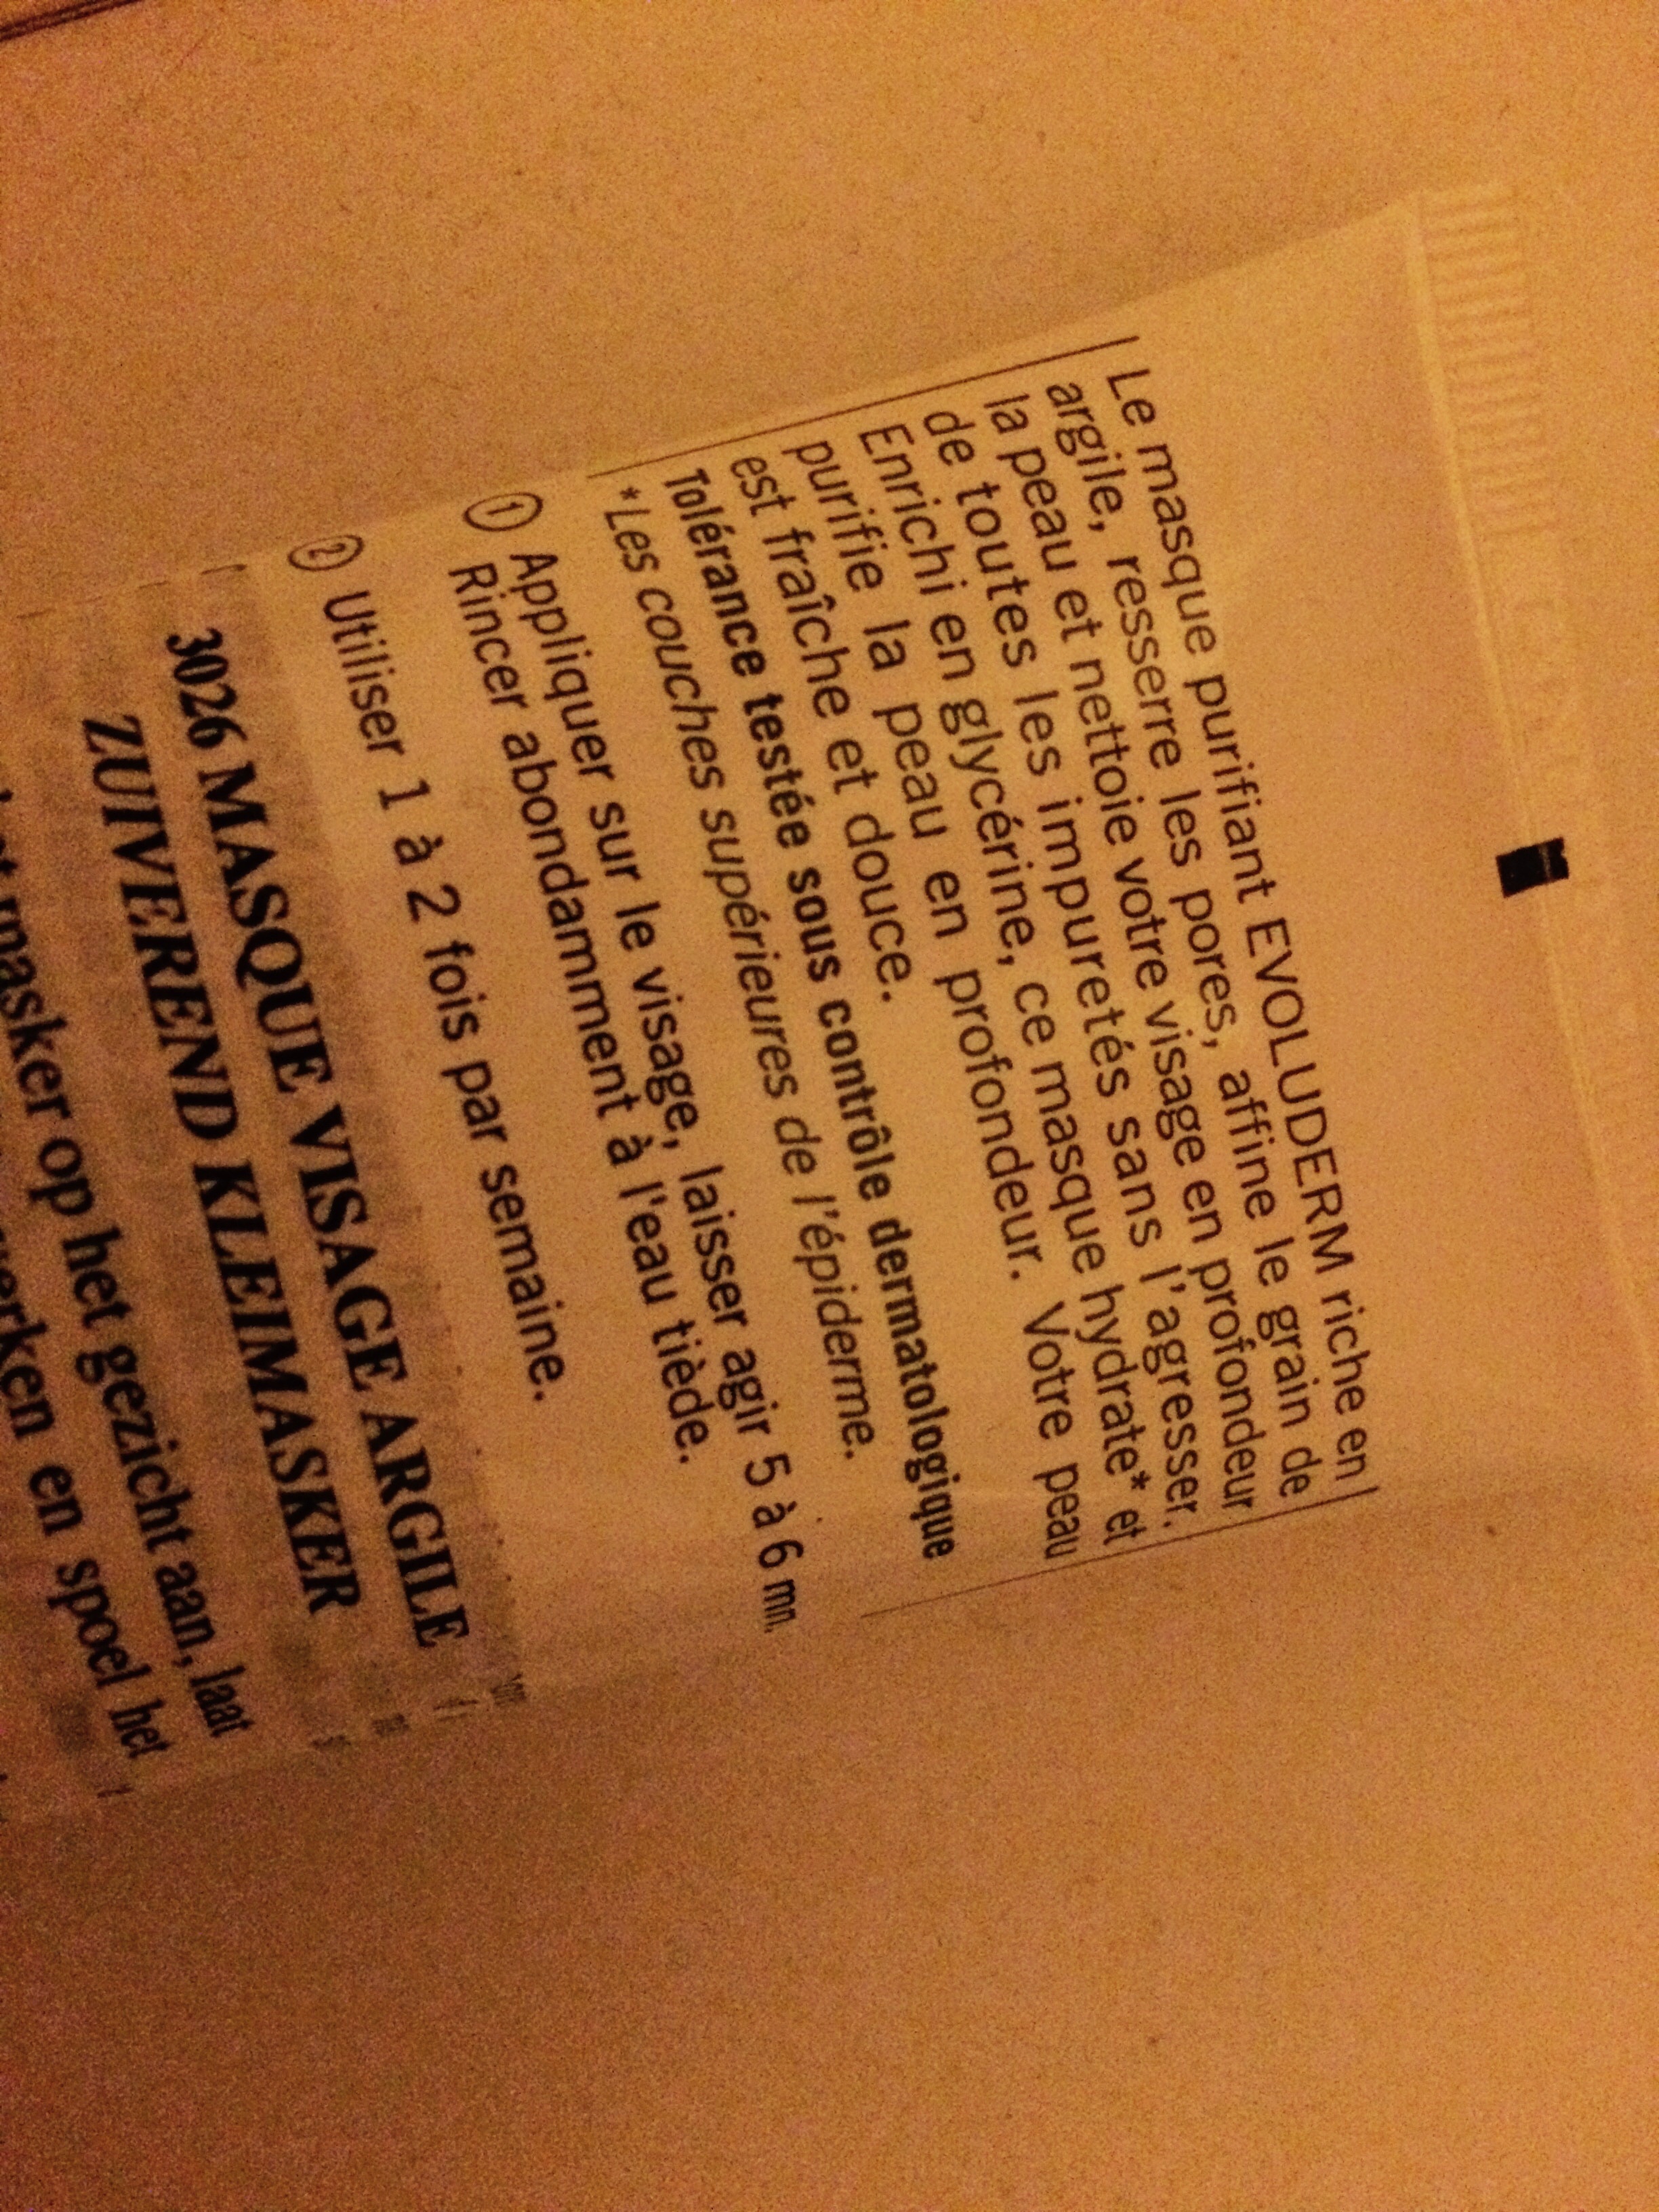 Le masque purifiant EVOLUDERM riche en
argile, resserre les pores, affine le grain de
la peau et nettoie votre visage en profondeur
de toutes les impuretés sans l'agresser.
Enrichi en glycérine, ce masque hydrate* et
purifie la peau en profondeur. Votre peau
est fraîche et douce.
Tolérance testée sous contrôle dermatologique
*Les couches supérieures de l'épiderme.
1 Appliquer sur le visage, laisser agir 5 à 6 mn.
Rincer abondamment à l'eau tiède.
2 Utiliser 1 à 2 fois par semaine.
3026 MASQUE VISAGE ARGILE
ZUIVEREND KLEIMASKER
masker op het gezicht aan, laat
en spoel het